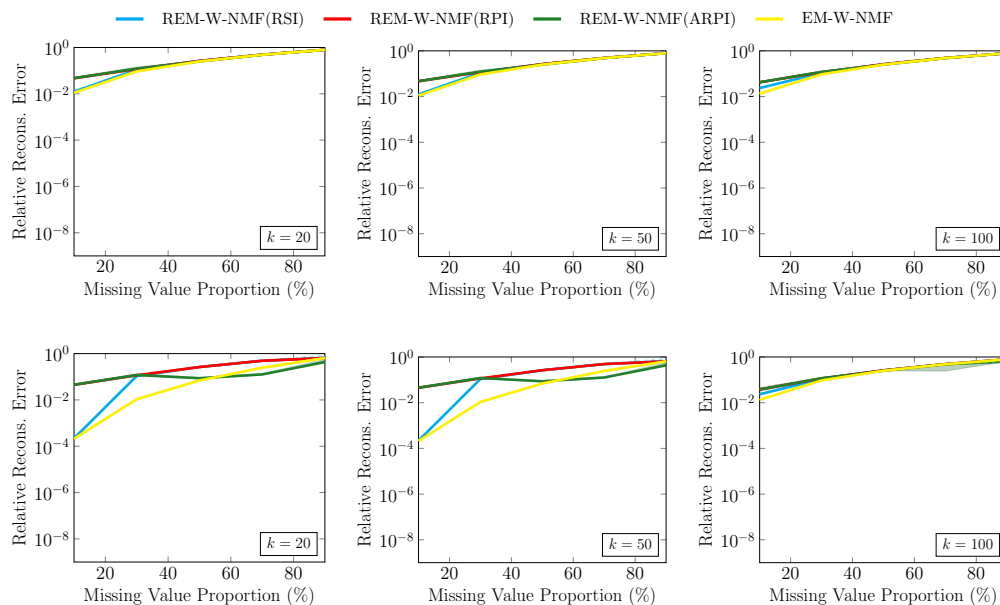 REM-W-NMF(RSI) REM-W-NMF(RPI) REM-W-NMF(ARPI) EM-W-NMF
Relative Recons. Error
10^0
10^−2
10^−4
10^−6
10^−8
k = 20
20 40 60 80
Missing Value Proportion (%)
Relative Recons. Error
10^0
10^−2
10^−4
10^−6
10^−8
k = 50
20 40 60 80
Missing Value Proportion (%)
Relative Recons. Error
10^0
10^−2
10^−4
10^−6
10^−8
k = 100
20 40 60 80
Missing Value Proportion (%)
Relative Recons. Error
10^0
10^−2
10^−4
10^−6
10^−8
k = 20
20 40 60 80
Missing Value Proportion (%)
Relative Recons. Error
10^0
10^−2
10^−4
10^−6
10^−8
k = 50
20 40 60 80
Missing Value Proportion (%)
Relative Recons. Error
10^0
10^−2
10^−4
10^−6
10^−8
k = 100
20 40 60 80
Missing Value Proportion (%)